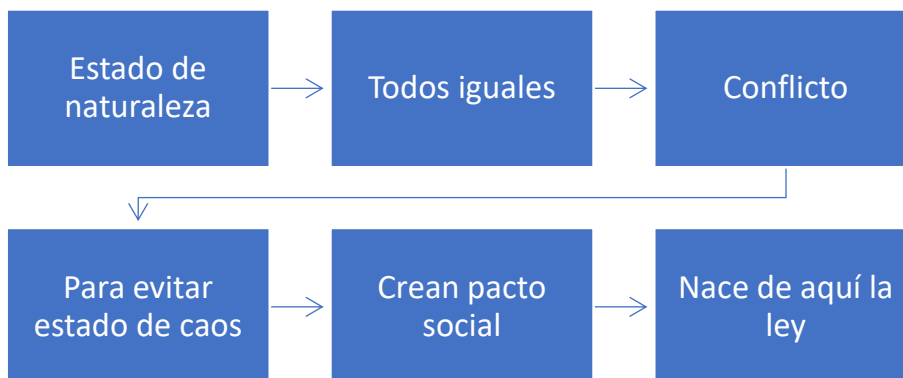 Estado de
naturaleza
Todos iguales
Conflicto
Para evitar
estado de caos
Crean pacto
social
Nace de aquí la
ley